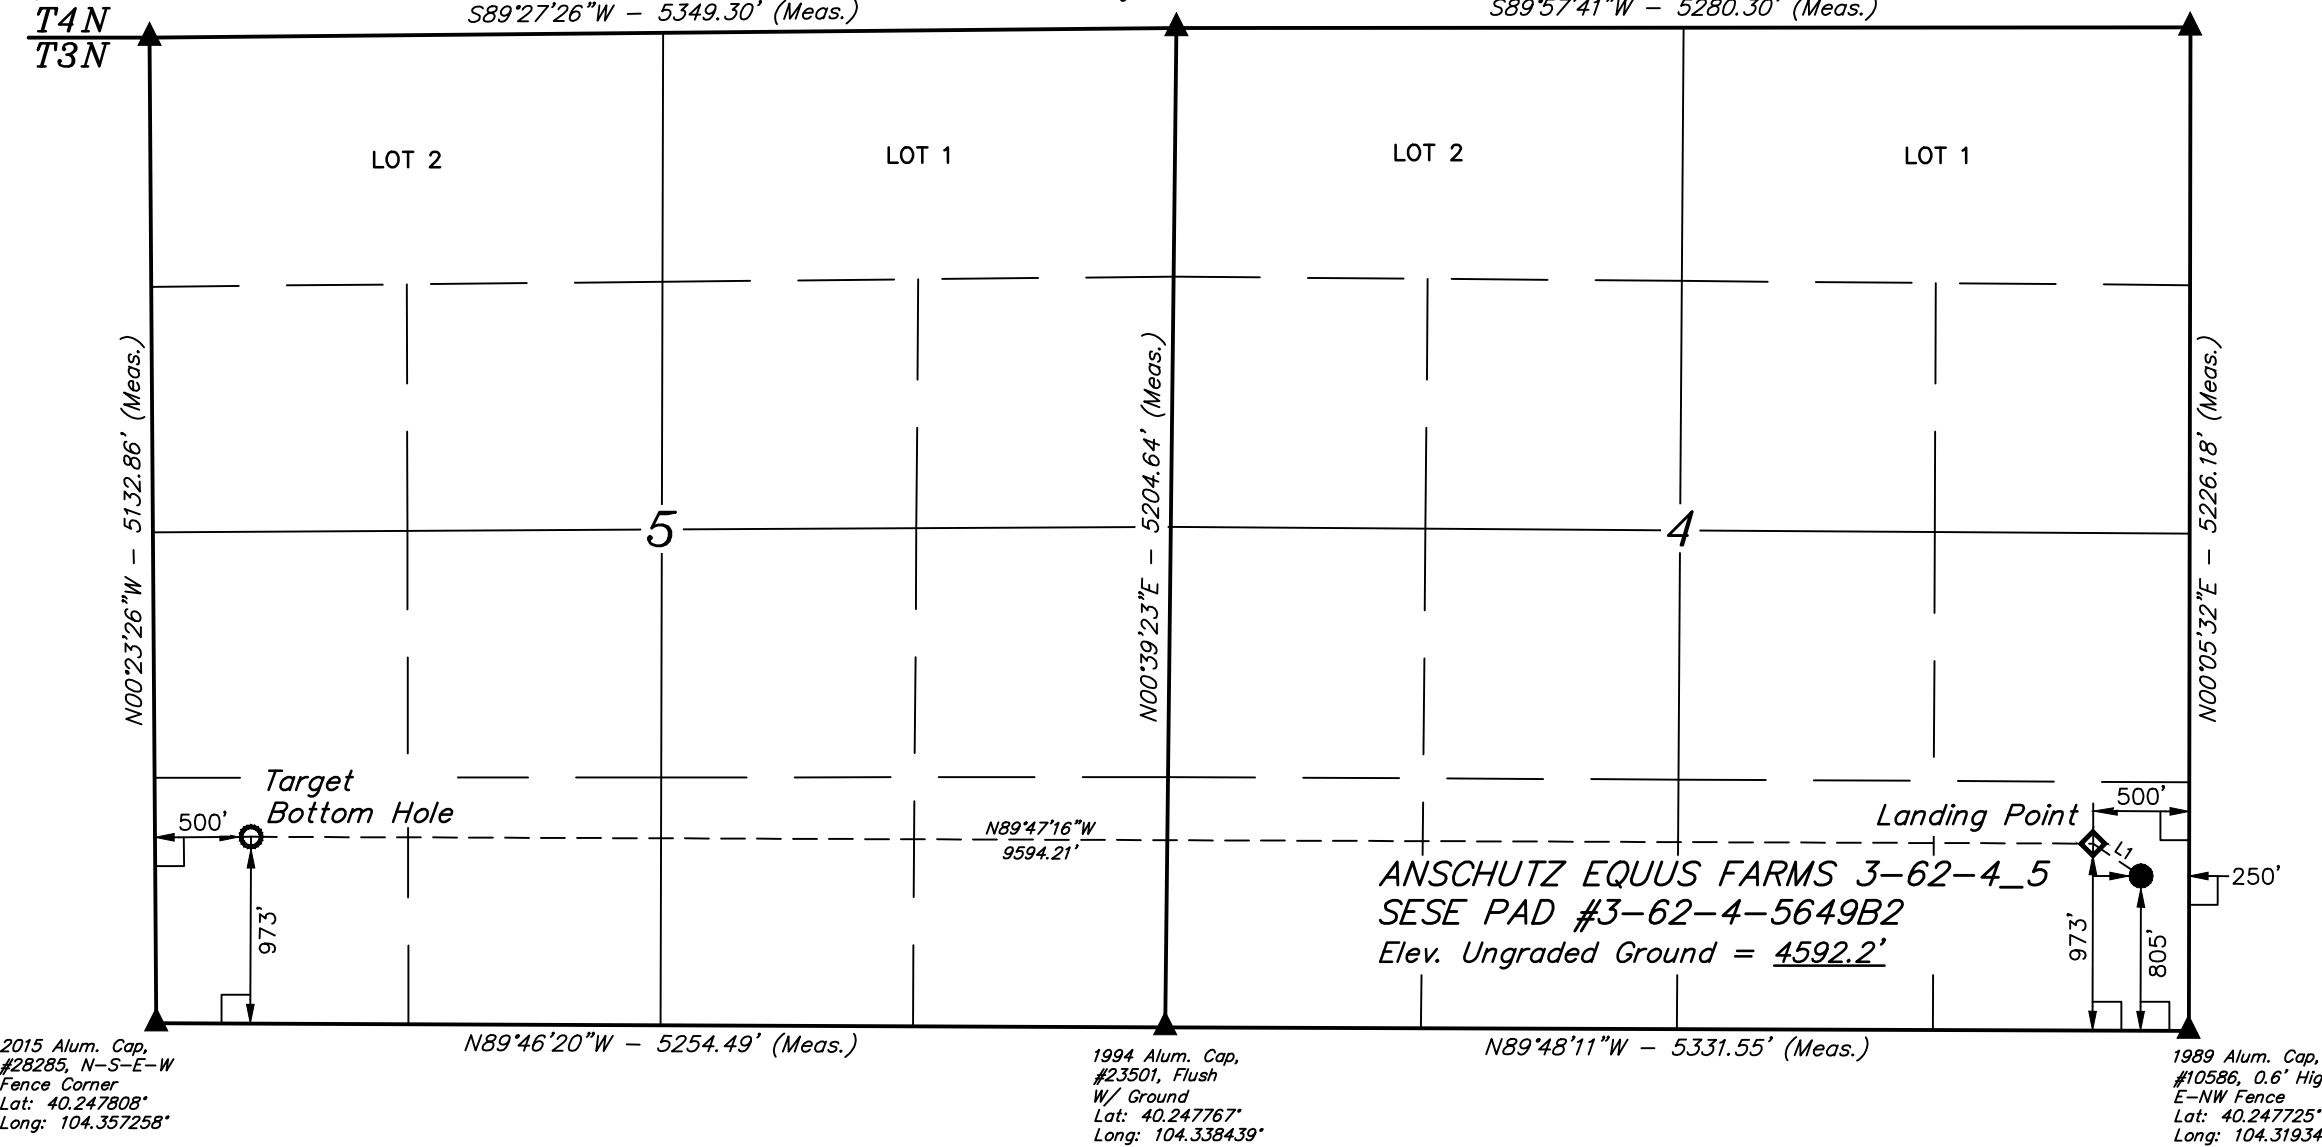 T4N
T3N
S89°27'26"W - 5349.30' (Meas.)
S89°57'41"W - 5280.30' (Meas.)
LOT 2
LOT 1
LOT 2
LOT 1
N00°23'26"W - 5132.86' (Meas.)
N00°39'23"E - 5204.64' (Meas.)
N00°05'32"E - 5226.18' (Meas.)
5
4
Target
Bottom Hole
500'
973'
N89°47'16"W
9594.21'
Landing Point
500'
L1
250'
973'
805'
ANSCHUTZ EQUUS FARMS 3-62-4_5
SESE PAD #3-62-4-5649B2
Elev. Ungraded Ground = 4592.2'
N89°46'20"W - 5254.49' (Meas.)
N89°48'11"W - 5331.55' (Meas.)
2015 Alum. Cap,
#28285, N-S-E-W
Fence Corner
Lat: 40.247808°
Long: 104.357258°
1994 Alum. Cap,
#23501, Flush
W/ Ground
Lat: 40.247767°
Long: 104.338439°
1989 Alum. Cap,
#10586, 0.6' Hig
E-NW Fence
Lat: 40.247725°
Long: 104.31934